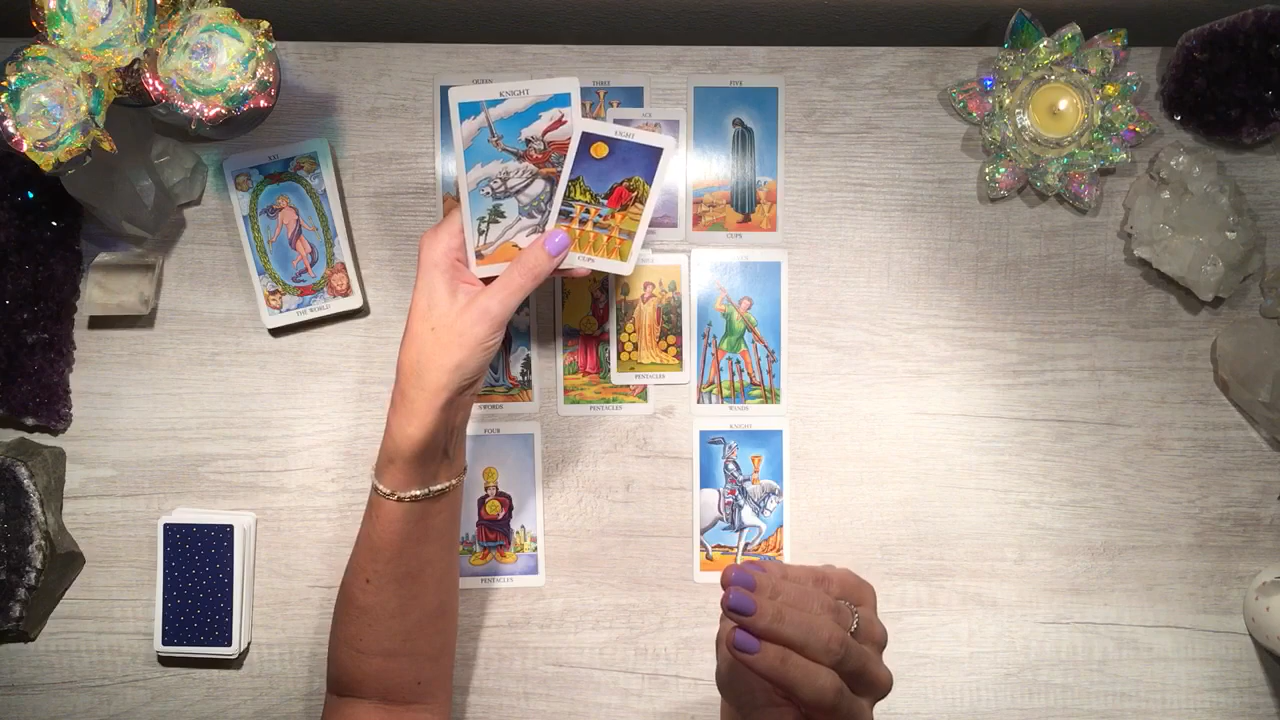 QUEEN
THREE
FIVE
KNIGHT
ACE
EIGHT
XXI
CUPS
CUPS
THE WORLD
PENTACLES
SWORDS
PENTACLES
WANDS
FOUR
KNIGHT
PENTACLES